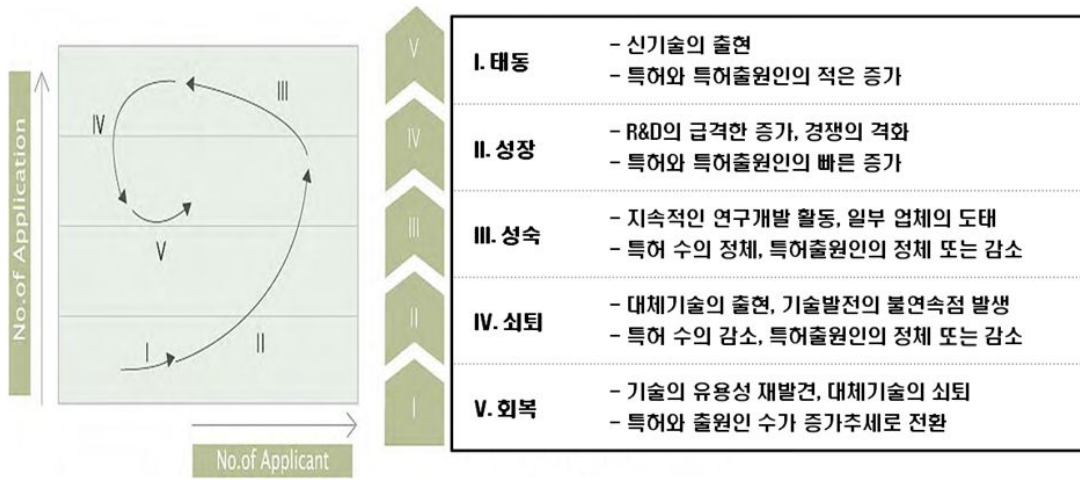 No.of Application
No.of Applicant
I
II
III
IV
V
V
IV
III
II
I
I. 태동
- 신기술의 출현
- 특허와 특허출원인의 적은 증가
II. 성장
- R&D의 급격한 증가, 경쟁의 격화
- 특허와 특허출원인의 빠른 증가
III. 성숙
- 지속적인 연구개발 활동, 일부 업체의 도태
- 특허 수의 정체, 특허출원인의 정체 또는 감소
IV. 쇠퇴
- 대체기술의 출현, 기술발전의 불연속점 발생
- 특허 수의 감소, 특허출원인의 정체 또는 감소
V. 회복
- 기술의 유용성 재발견, 대체기술의 쇠퇴
- 특허와 출원인 수가 증가추세로 전환